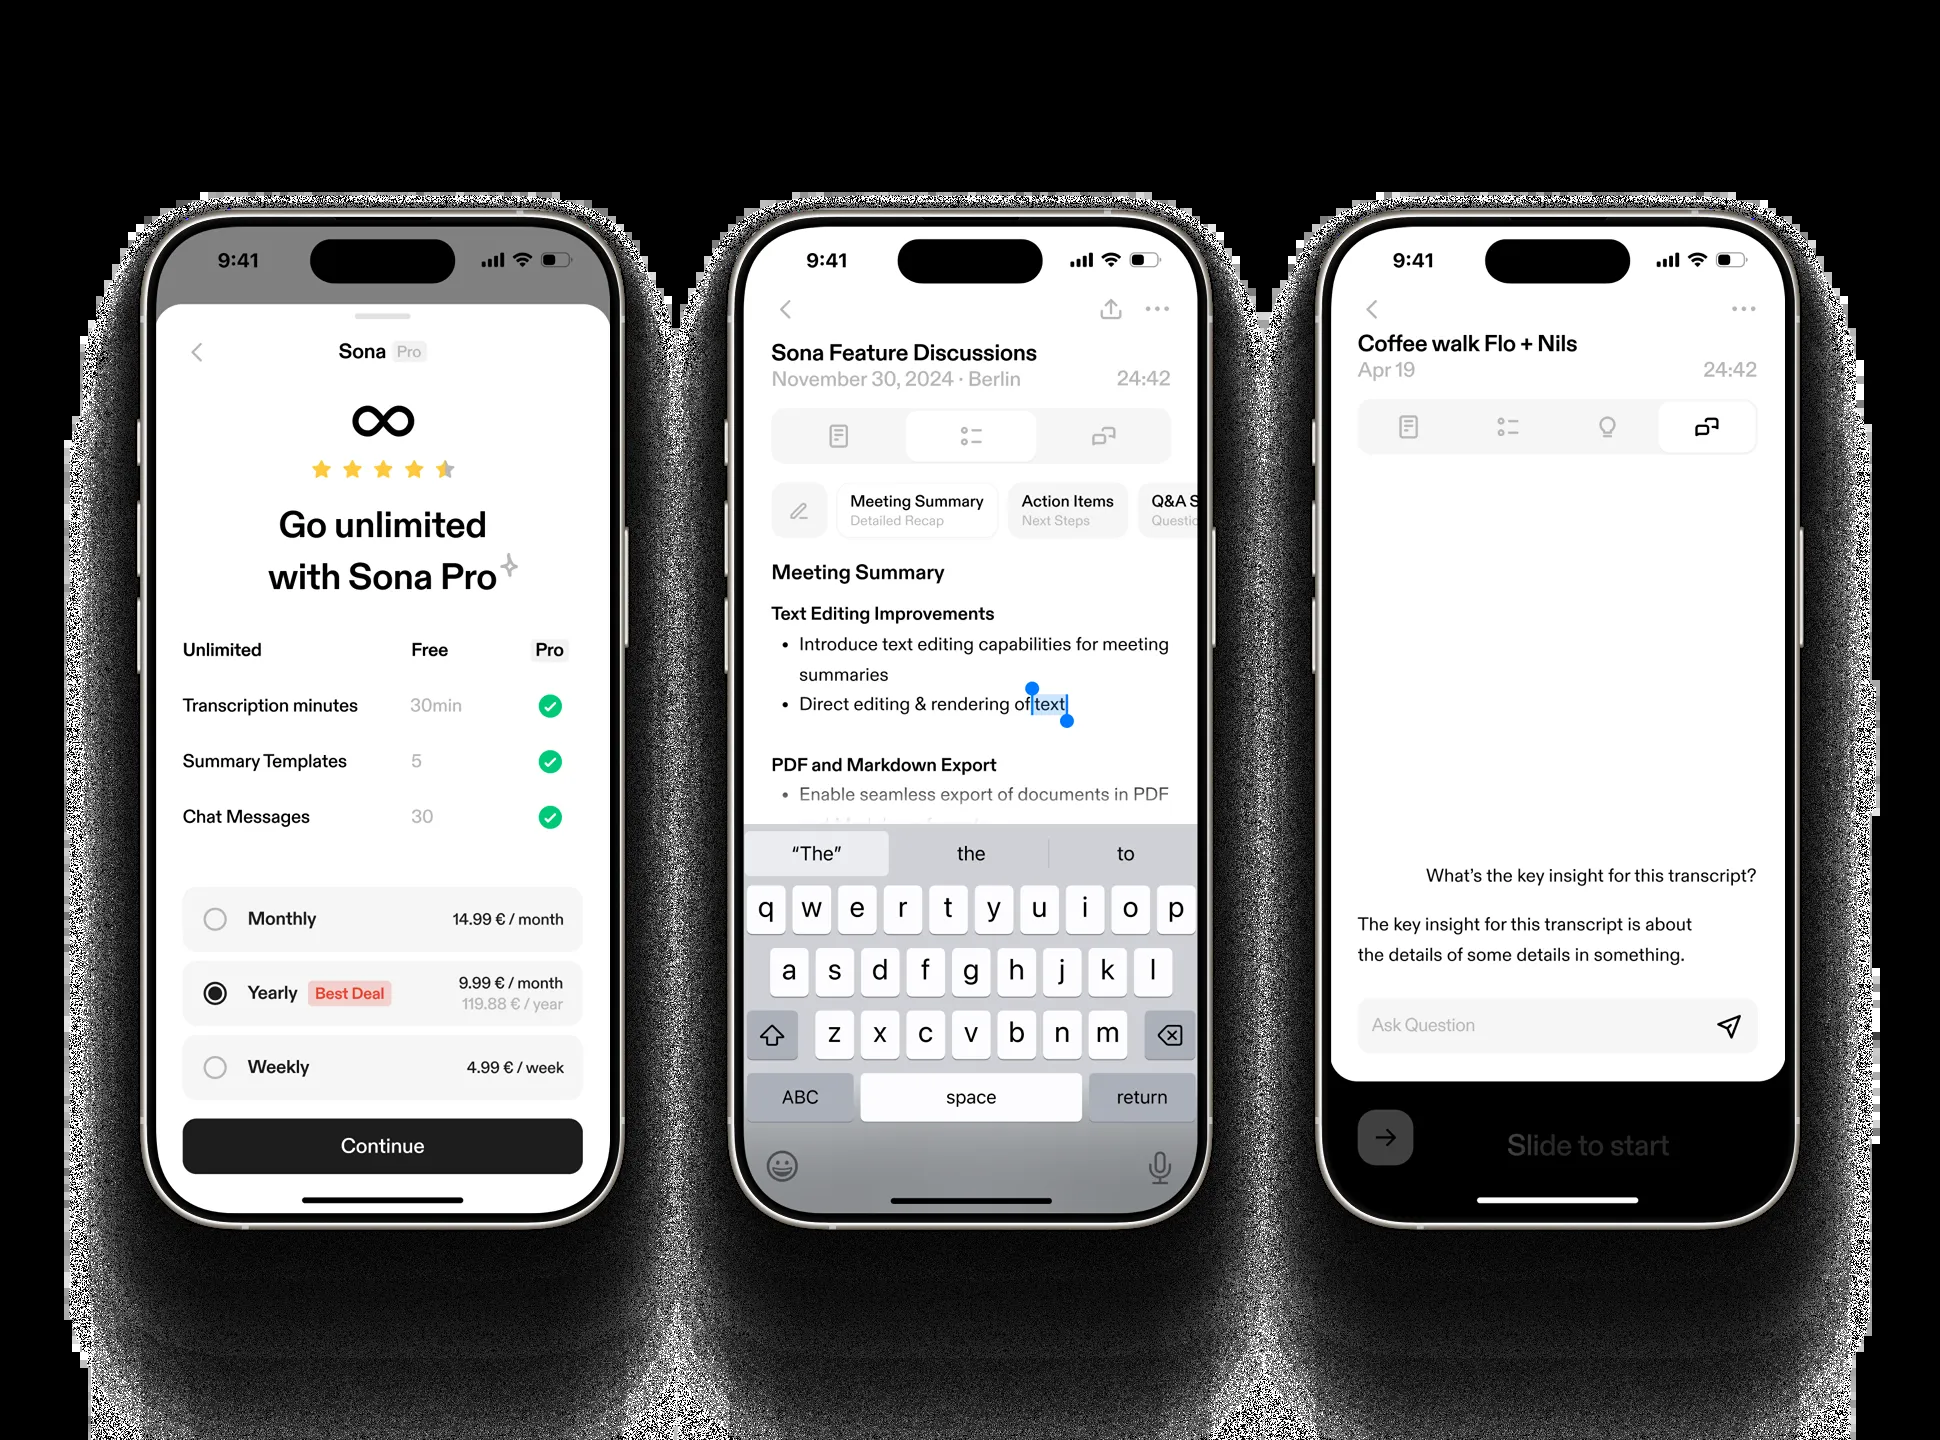 9:41
Sona Pro
Go unlimited
with Sona Pro
Unlimited Free Pro
Transcription minutes 30min
Summary Templates 5
Chat Messages 30
Monthly 14.99 € / month
Yearly Best Deal 9.99 € / month
119.88 € / year
Weekly 4.99 € / week
Continue
9:41
Sona Feature Discussions
November 30, 2024 · Berlin 24:42
Meeting Summary Action Items Q&A S
Detailed Recap Next Steps Questic
Meeting Summary
Text Editing Improvements
• Introduce text editing capabilities for meeting
summaries
• Direct editing & rendering of text
PDF and Markdown Export
• Enable seamless export of documents in PDF
“The” the to
q w e r t y u i o p
a s d f g h j k l
z x c v b n m
ABC space return
9:41
Coffee walk Flo + Nils
Apr 19 24:42
What’s the key insight for this transcript?
The key insight for this transcript is about
the details of some details in something.
Ask Question
Slide to start